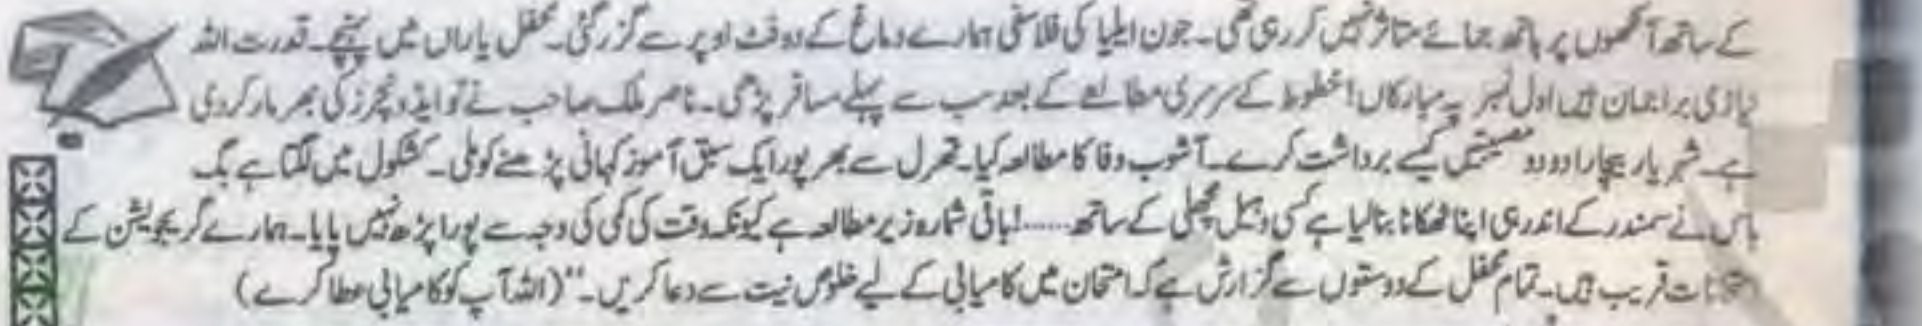 کے ساتھ آنکھوں پر ہاتھ جمائے متاثر نہیں کر رہی تھی۔ جون ایلیا کی فلاسفی ہمارے دماغ کے دو فٹ اوپر سے گزر گئی۔ محفل یاراں میں پہنچے۔ قدرت اللہ
نیازی براجمان ہیں اول نمبر پہ مبارکاں! خطوط کے سرسری مطالعے کے بعد سب سے پہلے مسافر پڑھی۔ ناصر ملک صاحب نے تو ایڈونچرز کی بھرمار کر دی
ہے۔ شہر یار بیچارا دو دو مصیبتیں کیسے برداشت کرے۔ آشوب وفا کا مطالعہ کیا۔ تھرل سے بھرپور ایک سبق آموز کہانی پڑھنے کو ملی۔ کشکول میں لگتا ہے بگ
باس نے سمندر کے اندر ہی اپنا ٹھکانا بنا لیا ہے کسی وہیل مچھلی کے ساتھ......! باقی شمارہ زیر مطالعہ ہے کیونکہ وقت کی کمی کی وجہ سے پورا پڑھ نہیں پایا۔ ہمارے گریجویشن کے
امتحانات قریب ہیں۔ تمام محفل کے دوستوں سے گزارش ہے کہ امتحان میں کامیابی کے لیے خلوص نیت سے دعا کریں۔“ (اللہ آپ کو کامیابی عطا کرے)